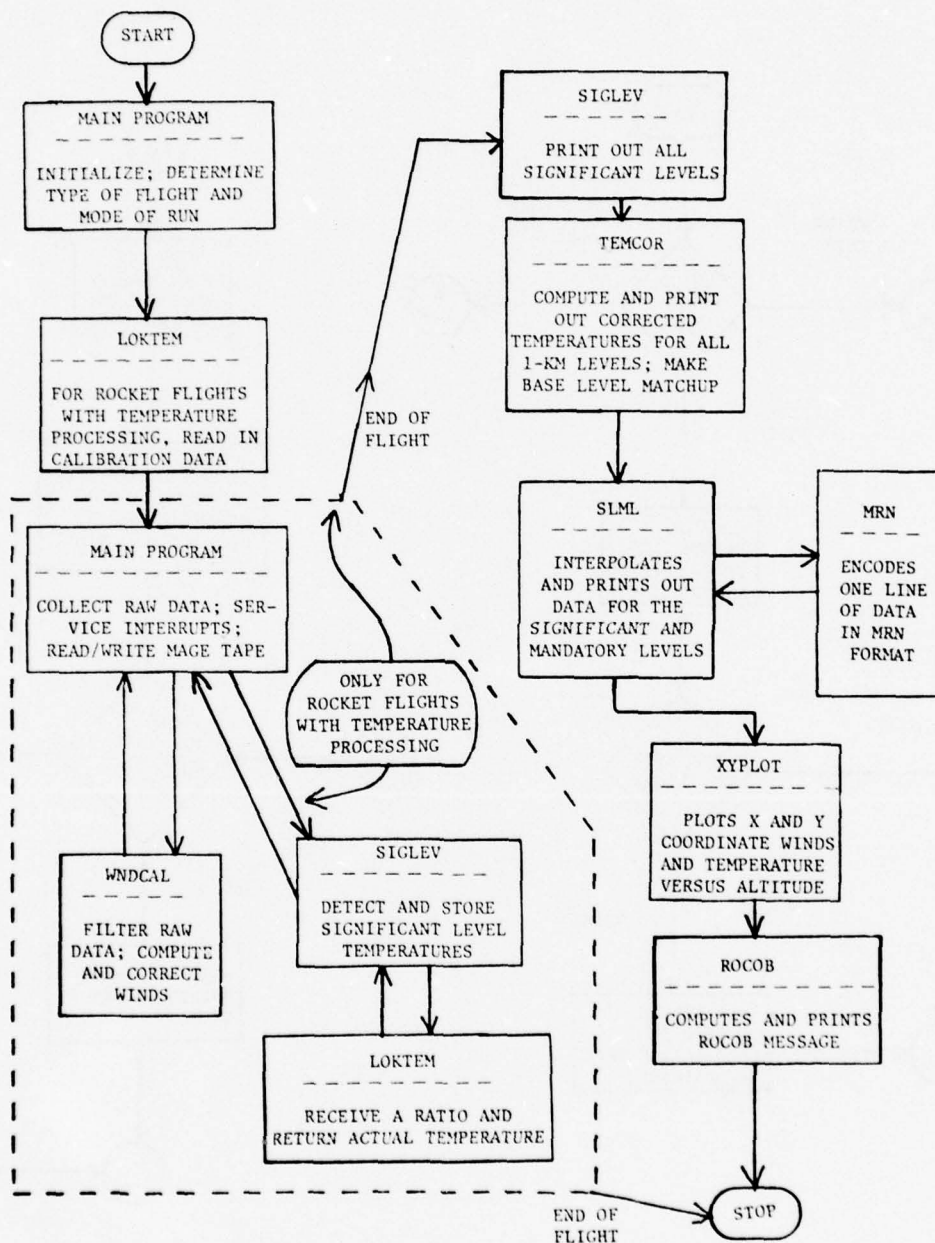 START
MAIN PROGRAM
INITIALIZE; DETERMINE
TYPE OF FLIGHT AND
MODE OF RUN
LOKTEM
FOR ROCKET FLIGHTS
WITH TEMPERATURE
PROCESSING, READ IN
CALIBRATION DATA
MAIN PROGRAM
COLLECT RAW DATA; SER-
VICE INTERRUPTS;
READ/WRITE MAGE TAPE
WNDCAL
FILTER RAW
DATA; COMPUTE
AND CORRECT
WINDS
ONLY FOR
ROCKET FLIGHTS
WITH TEMPERATURE
PROCESSING
SIGLEV
DETECT AND STORE
SIGNIFICANT LEVEL
TEMPERATURES
LOKTEM
RECEIVE A RATIO AND
RETURN ACTUAL TEMPERATURE
END OF
FLIGHT
SIGLEV
PRINT OUT ALL
SIGNIFICANT LEVELS
TEMCOR
COMPUTE AND PRINT
OUT CORRECTED
TEMPERATURES FOR ALL
1-KM LEVELS; MAKE
BASE LEVEL MATCHUP
SLML
INTERPOLATES
AND PRINTS OUT
DATA FOR THE
SIGNIFICANT AND
MANDATORY LEVELS
MRN
ENCODES
ONE LINE
OF DATA
IN MRN
FORMAT
XYPLOT
PLOTS X AND Y
COORDINATE WINDS
AND TEMPERATURE
VERSUS ALTITUDE
ROCOB
COMPUTES AND PRINTS
ROCOB MESSAGE
END OF
FLIGHT
STOP